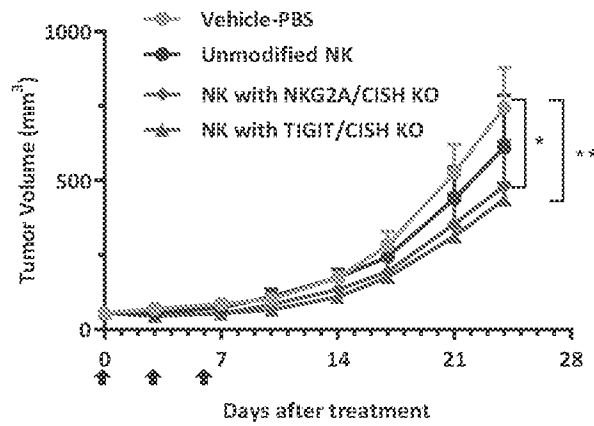 1000
Vehicle-PBS
Unmodified NK
NK with NKG2A/CISH KO
NK with TIGIT/CISH KO
*
**
Tumor Volume (mm³)
500
0
0 7 14 21 28
Days after treatment